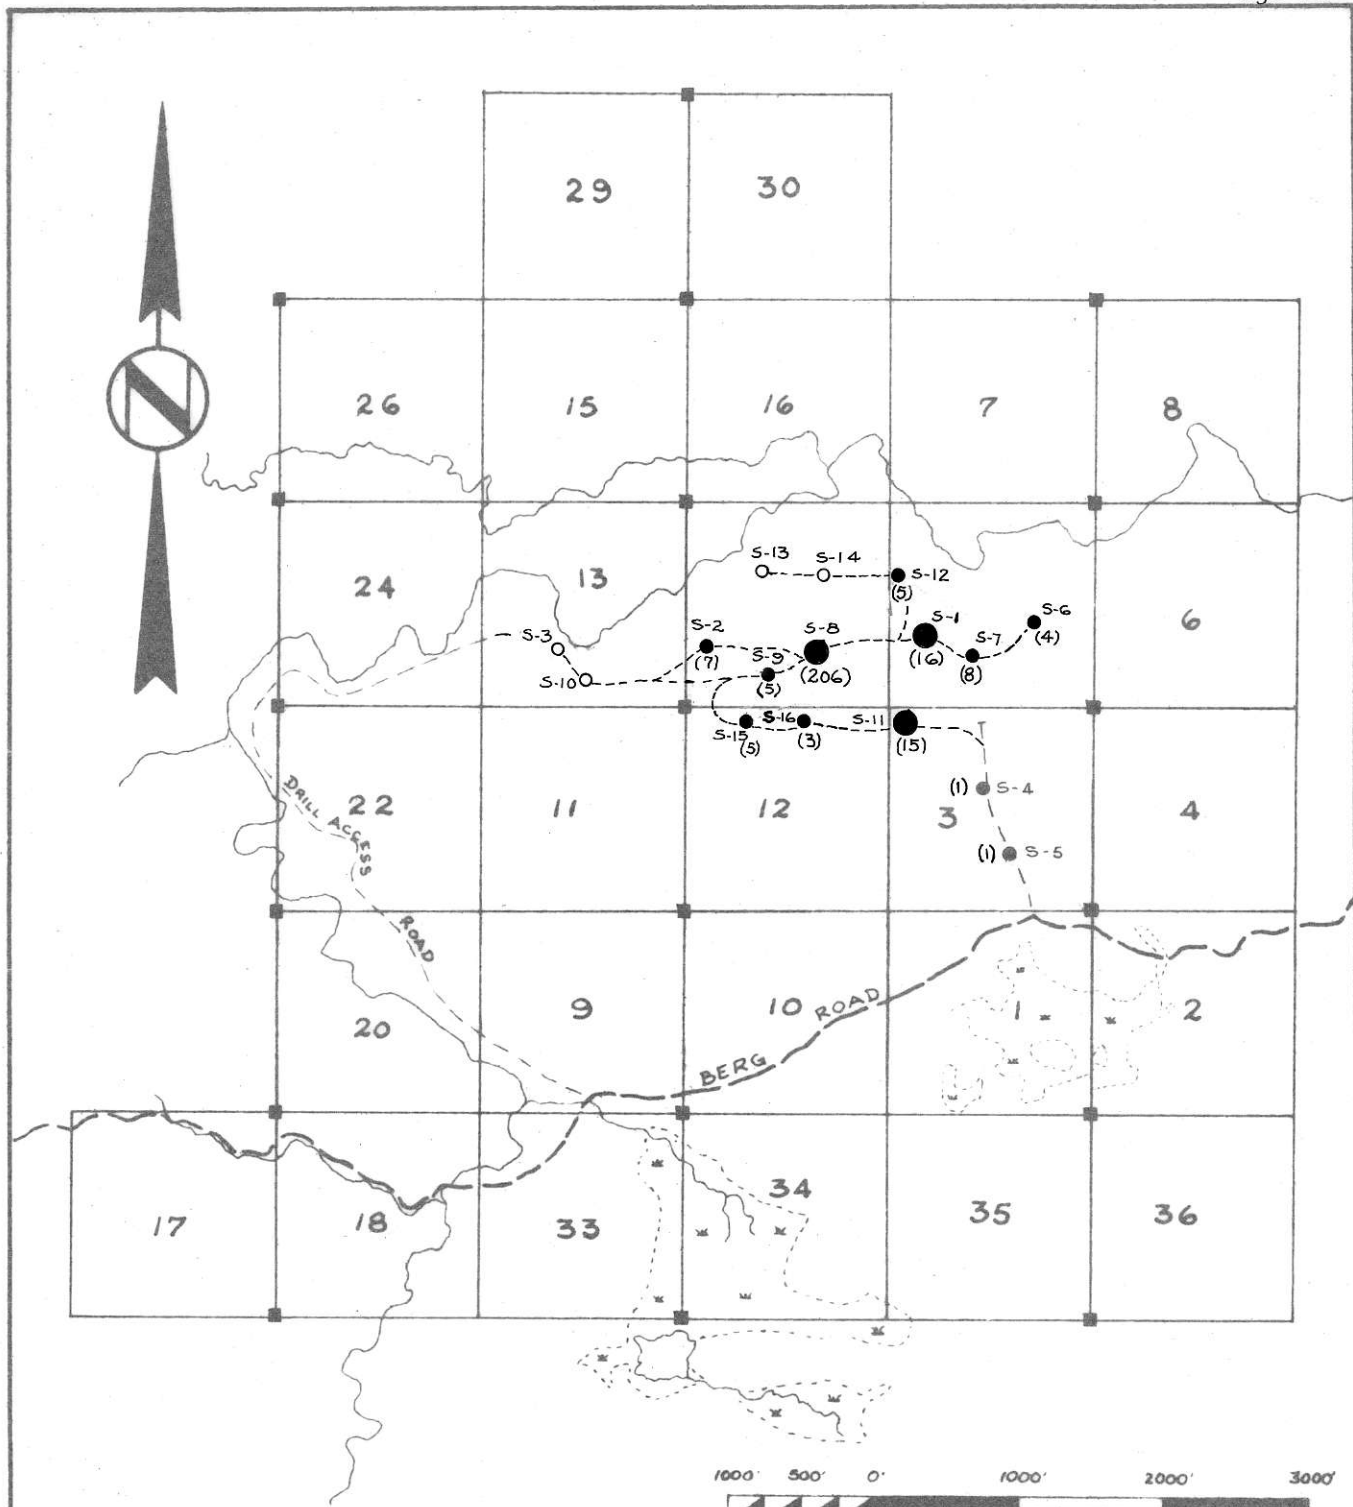 N
29 30
26 15 16 7 8
24 13 S-13 S-14 S-12
(5)
S-3 S-2 S-8 S-1 S-6 6
(7) S-9 (16) S-7 (4)
S-10 (5) (206) (8)
S-15 S-16 S-11
(5) (3) (15)
(1) S-4
22 11 12 3 4
DRILL ACCESS ROAD
(1) S-5
20 9 10 1 2
BERG ROAD
17 18 33 34 35 36
1000' 500' 0' 1000' 2000' 3000'